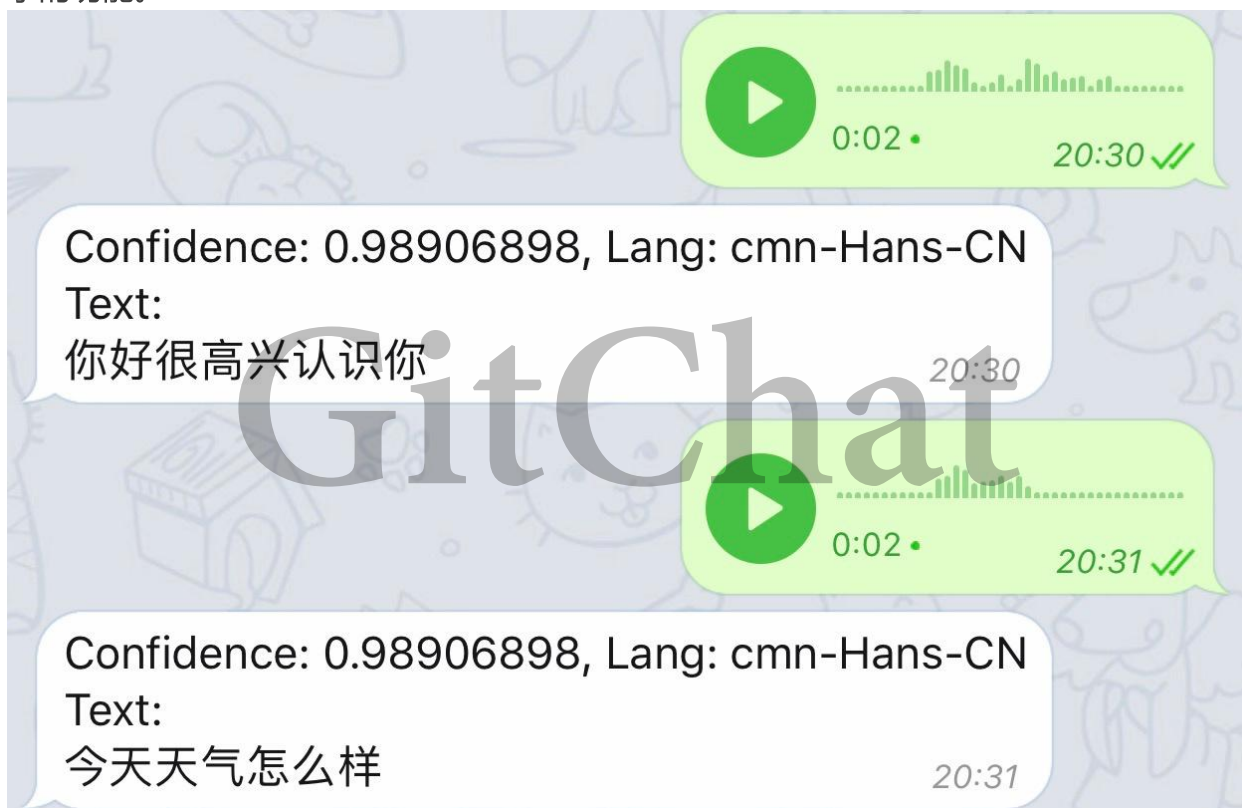 0:02
20:30
Confidence: 0.98906898, Lang: cmn-Hans-CN
Text:
你好很高兴认识你
20:30
GitChat
0:02
20:31
Confidence: 0.98906898, Lang: cmn-Hans-CN
Text:
今天天气怎么样
20:31